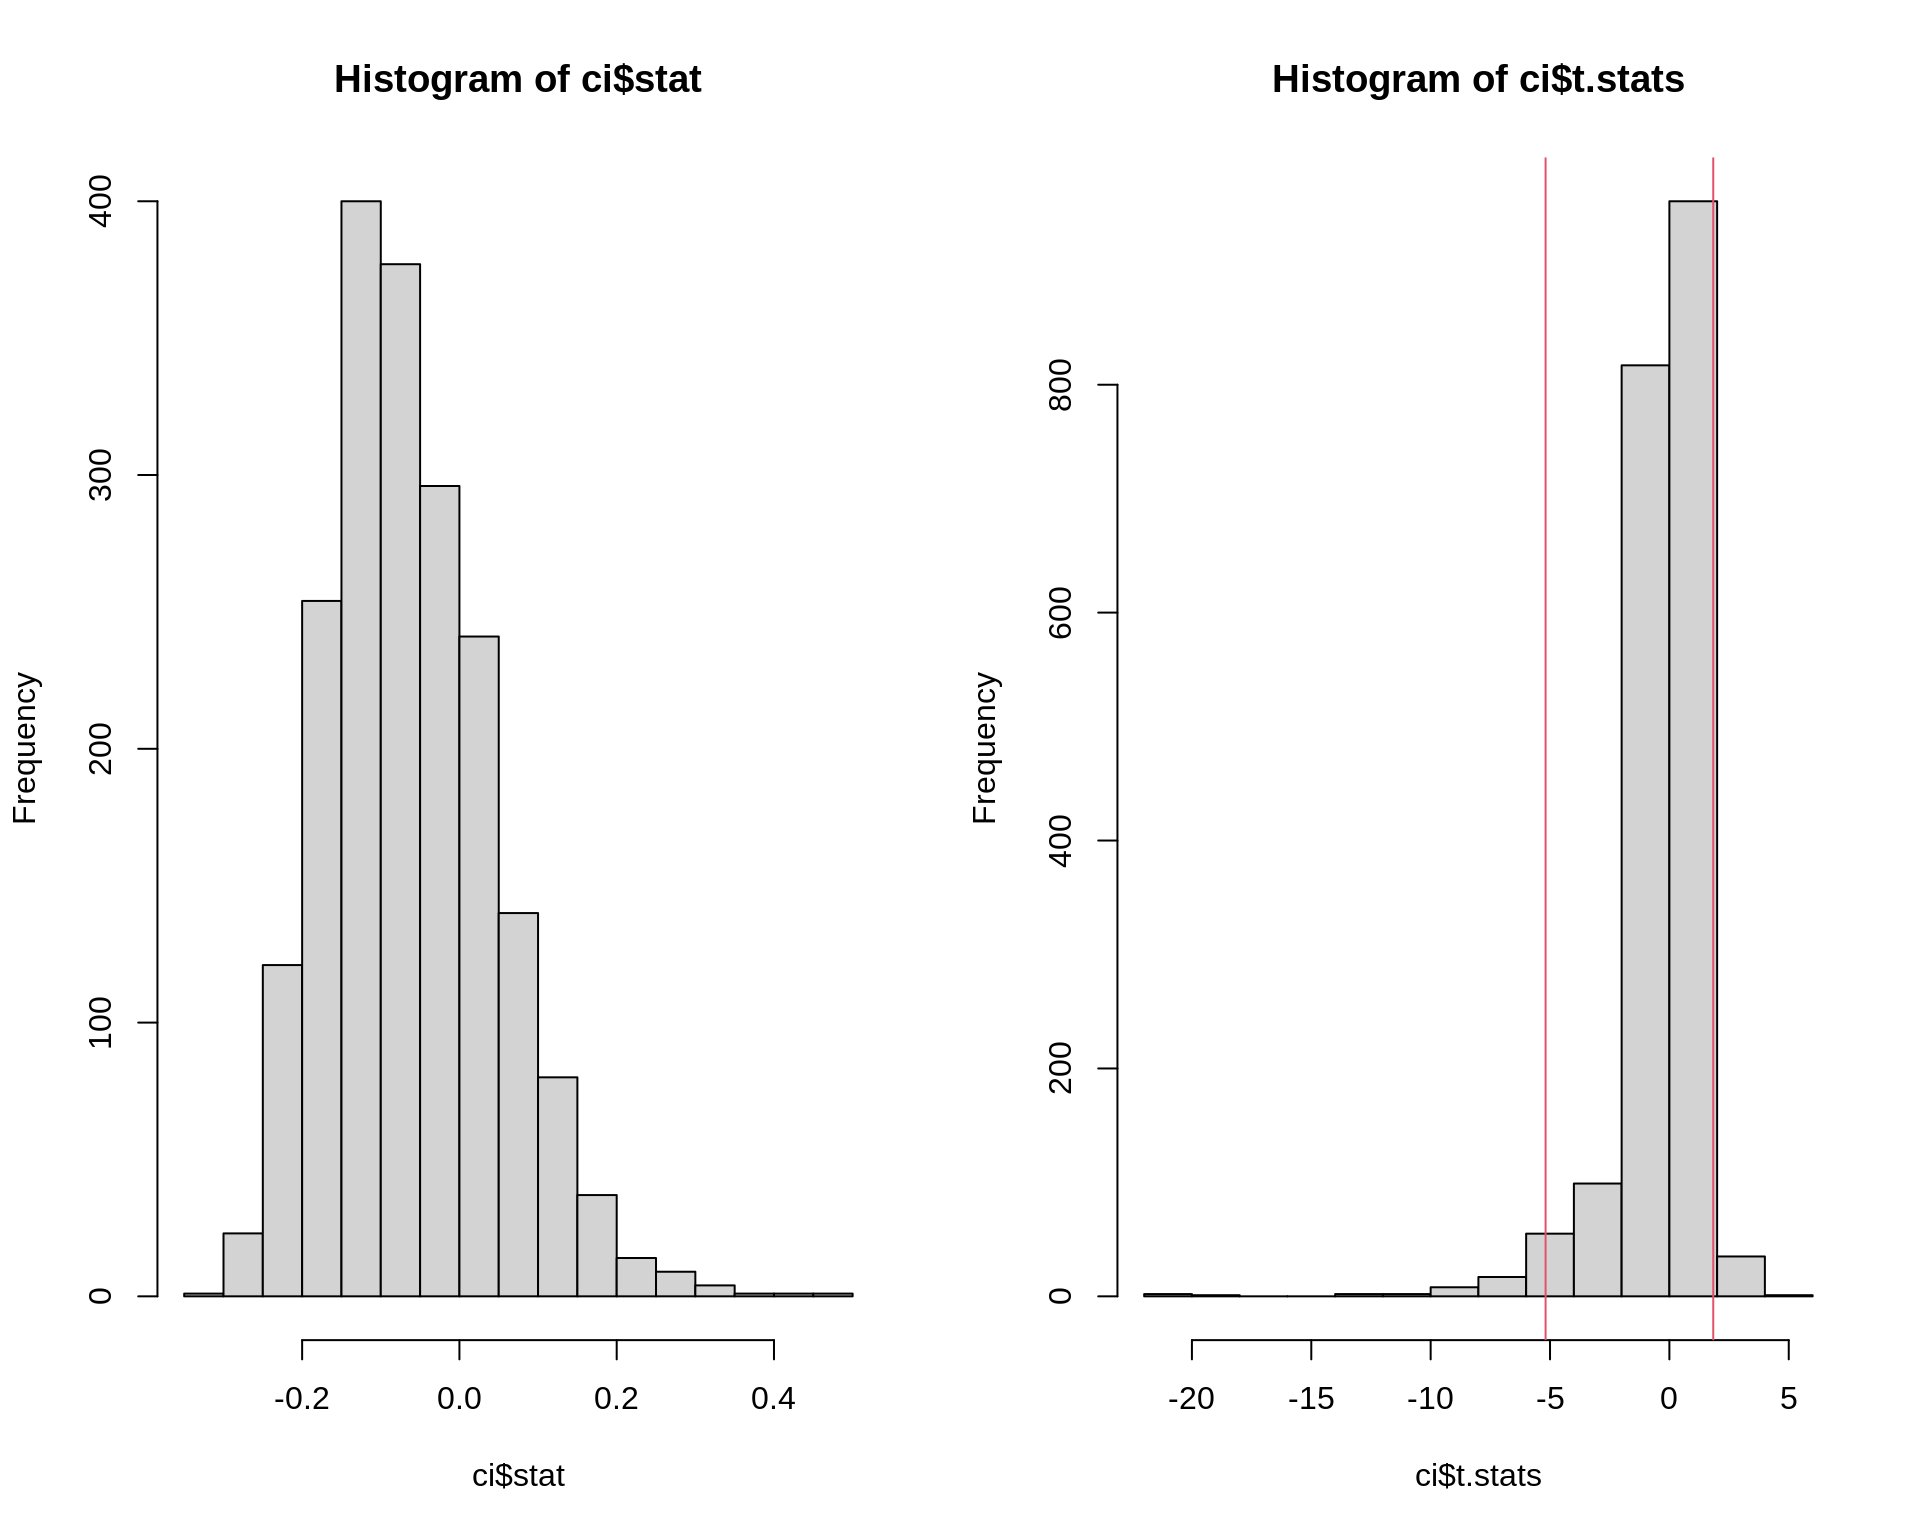 Histogram of ci$stat
Frequency
400
300
200
100
0
-0.2 0.0 0.2 0.4
ci$stat
Histogram of ci$t.stats
Frequency
800
600
400
200
0
-20 -15 -10 -5 0 5
ci$t.stats